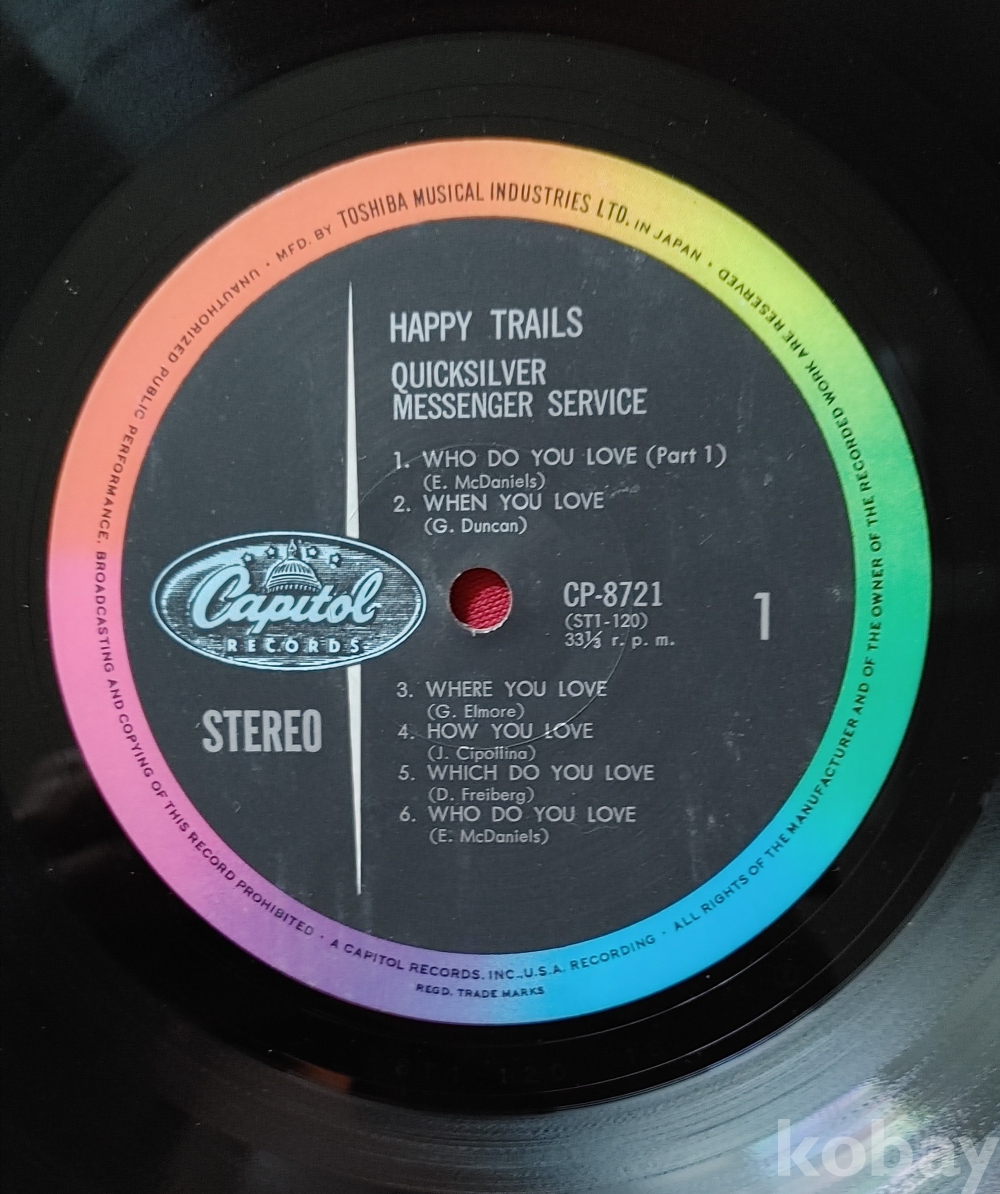 MFD. BY TOSHIBA MUSICAL INDUSTRIES LTD. IN JAPAN · ALL RIGHTS OF THE MANUFACTURER AND OF THE OWNER OF THE RECORDED WORK ARE RESERVED
UNAUTHORIZED PUBLIC PERFORMANCE. BROADCASTING AND COPYING OF THIS RECORD PROHIBITED · A CAPITOL RECORDS, INC., U.S.A. RECORDING ·
REGD. TRADE MARKS
HAPPY TRAILS
QUICKSILVER
MESSENGER SERVICE
1. WHO DO YOU LOVE (Part 1)
(E. McDaniels)
2. WHEN YOU LOVE
(G. Duncan)
Capitol
RECORDS
CP-8721
(ST1-120)
33⅓ r. p. m.
1
STEREO
3. WHERE YOU LOVE
(G. Elmore)
4. HOW YOU LOVE
(J. Cipollina)
5. WHICH DO YOU LOVE
(D. Freiberg)
6. WHO DO YOU LOVE
(E. McDaniels)
kobay